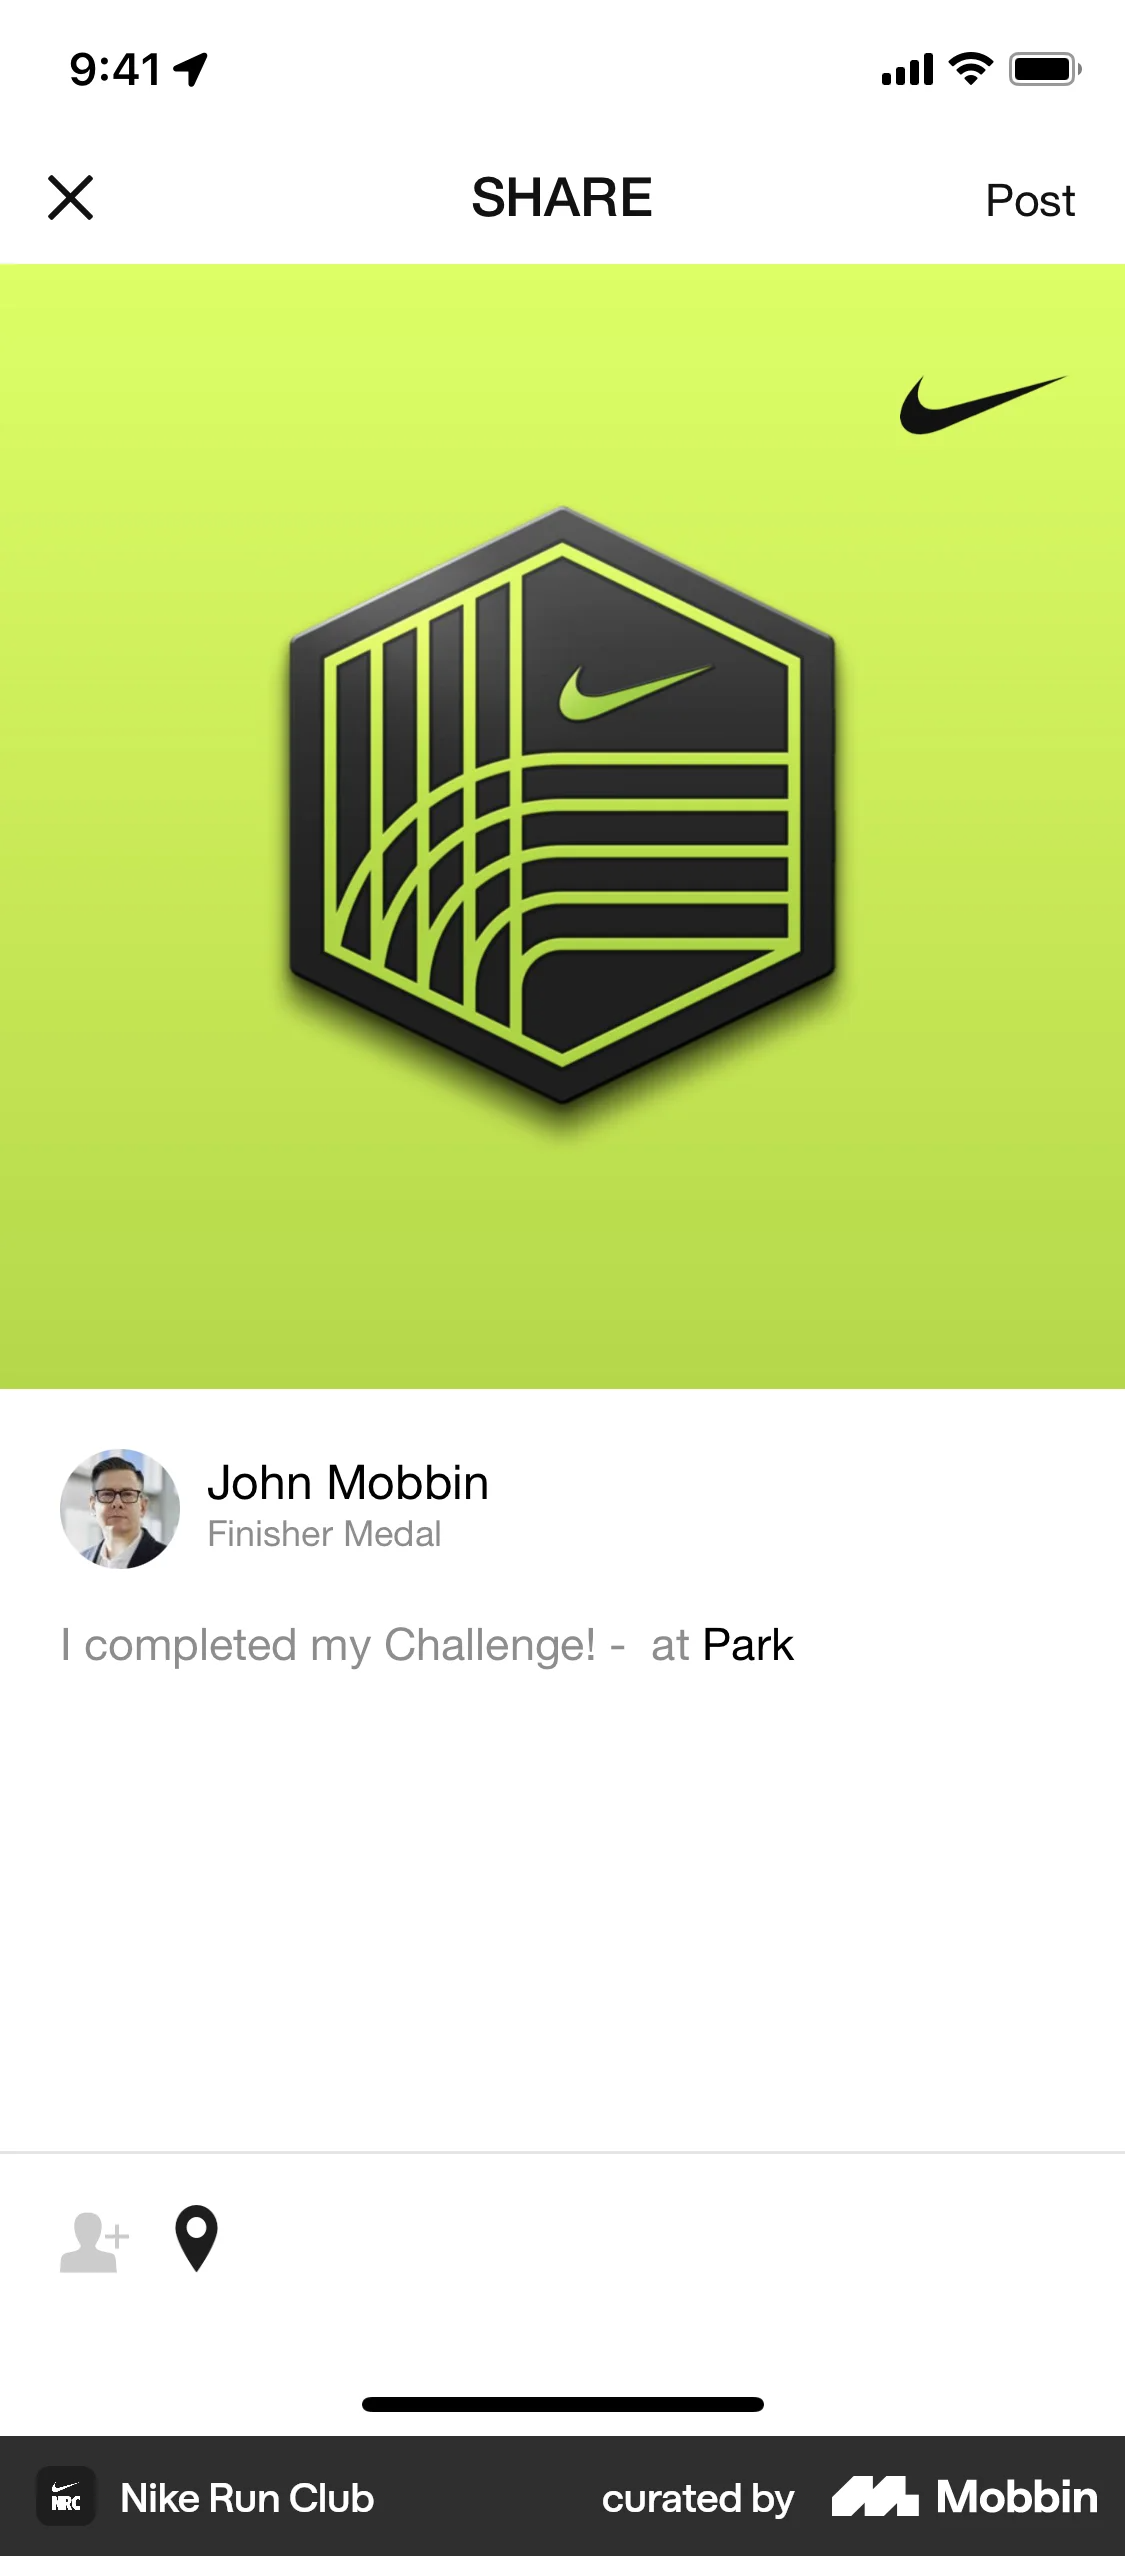 9:41
SHARE
Post
John Mobbin
Finisher Medal
I completed my Challenge! -  at Park
NRC
Nike Run Club
curated by
Mobbin